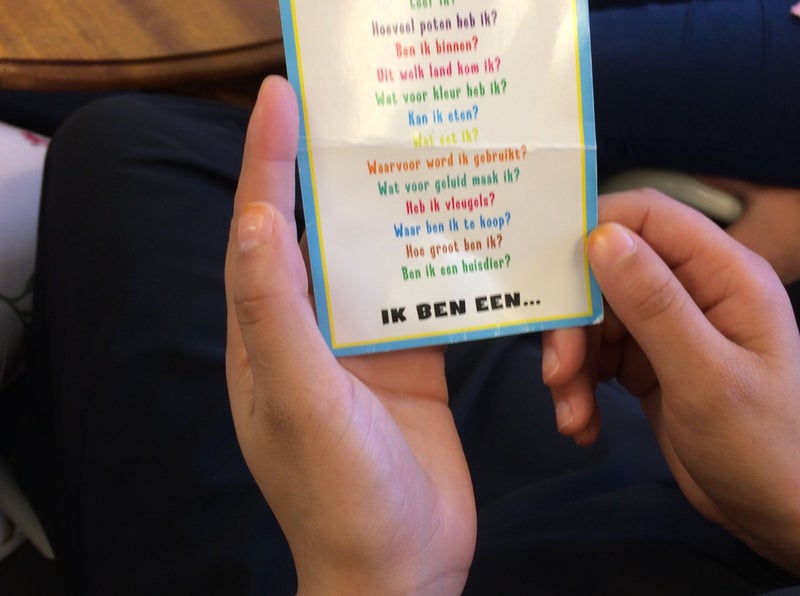 Leef ik?
Hoeveel poten heb ik?
Ben ik binnen?
Uit welk land kom ik?
Wat voor kleur heb ik?
Kan ik eten?
Wat eet ik?
Waarvoor word ik gebruikt?
Wat voor geluid maak ik?
Heb ik vleugels?
Waar ben ik te koop?
Hoe groot ben ik?
Ben ik een huisdier?
IK BEN EEN...